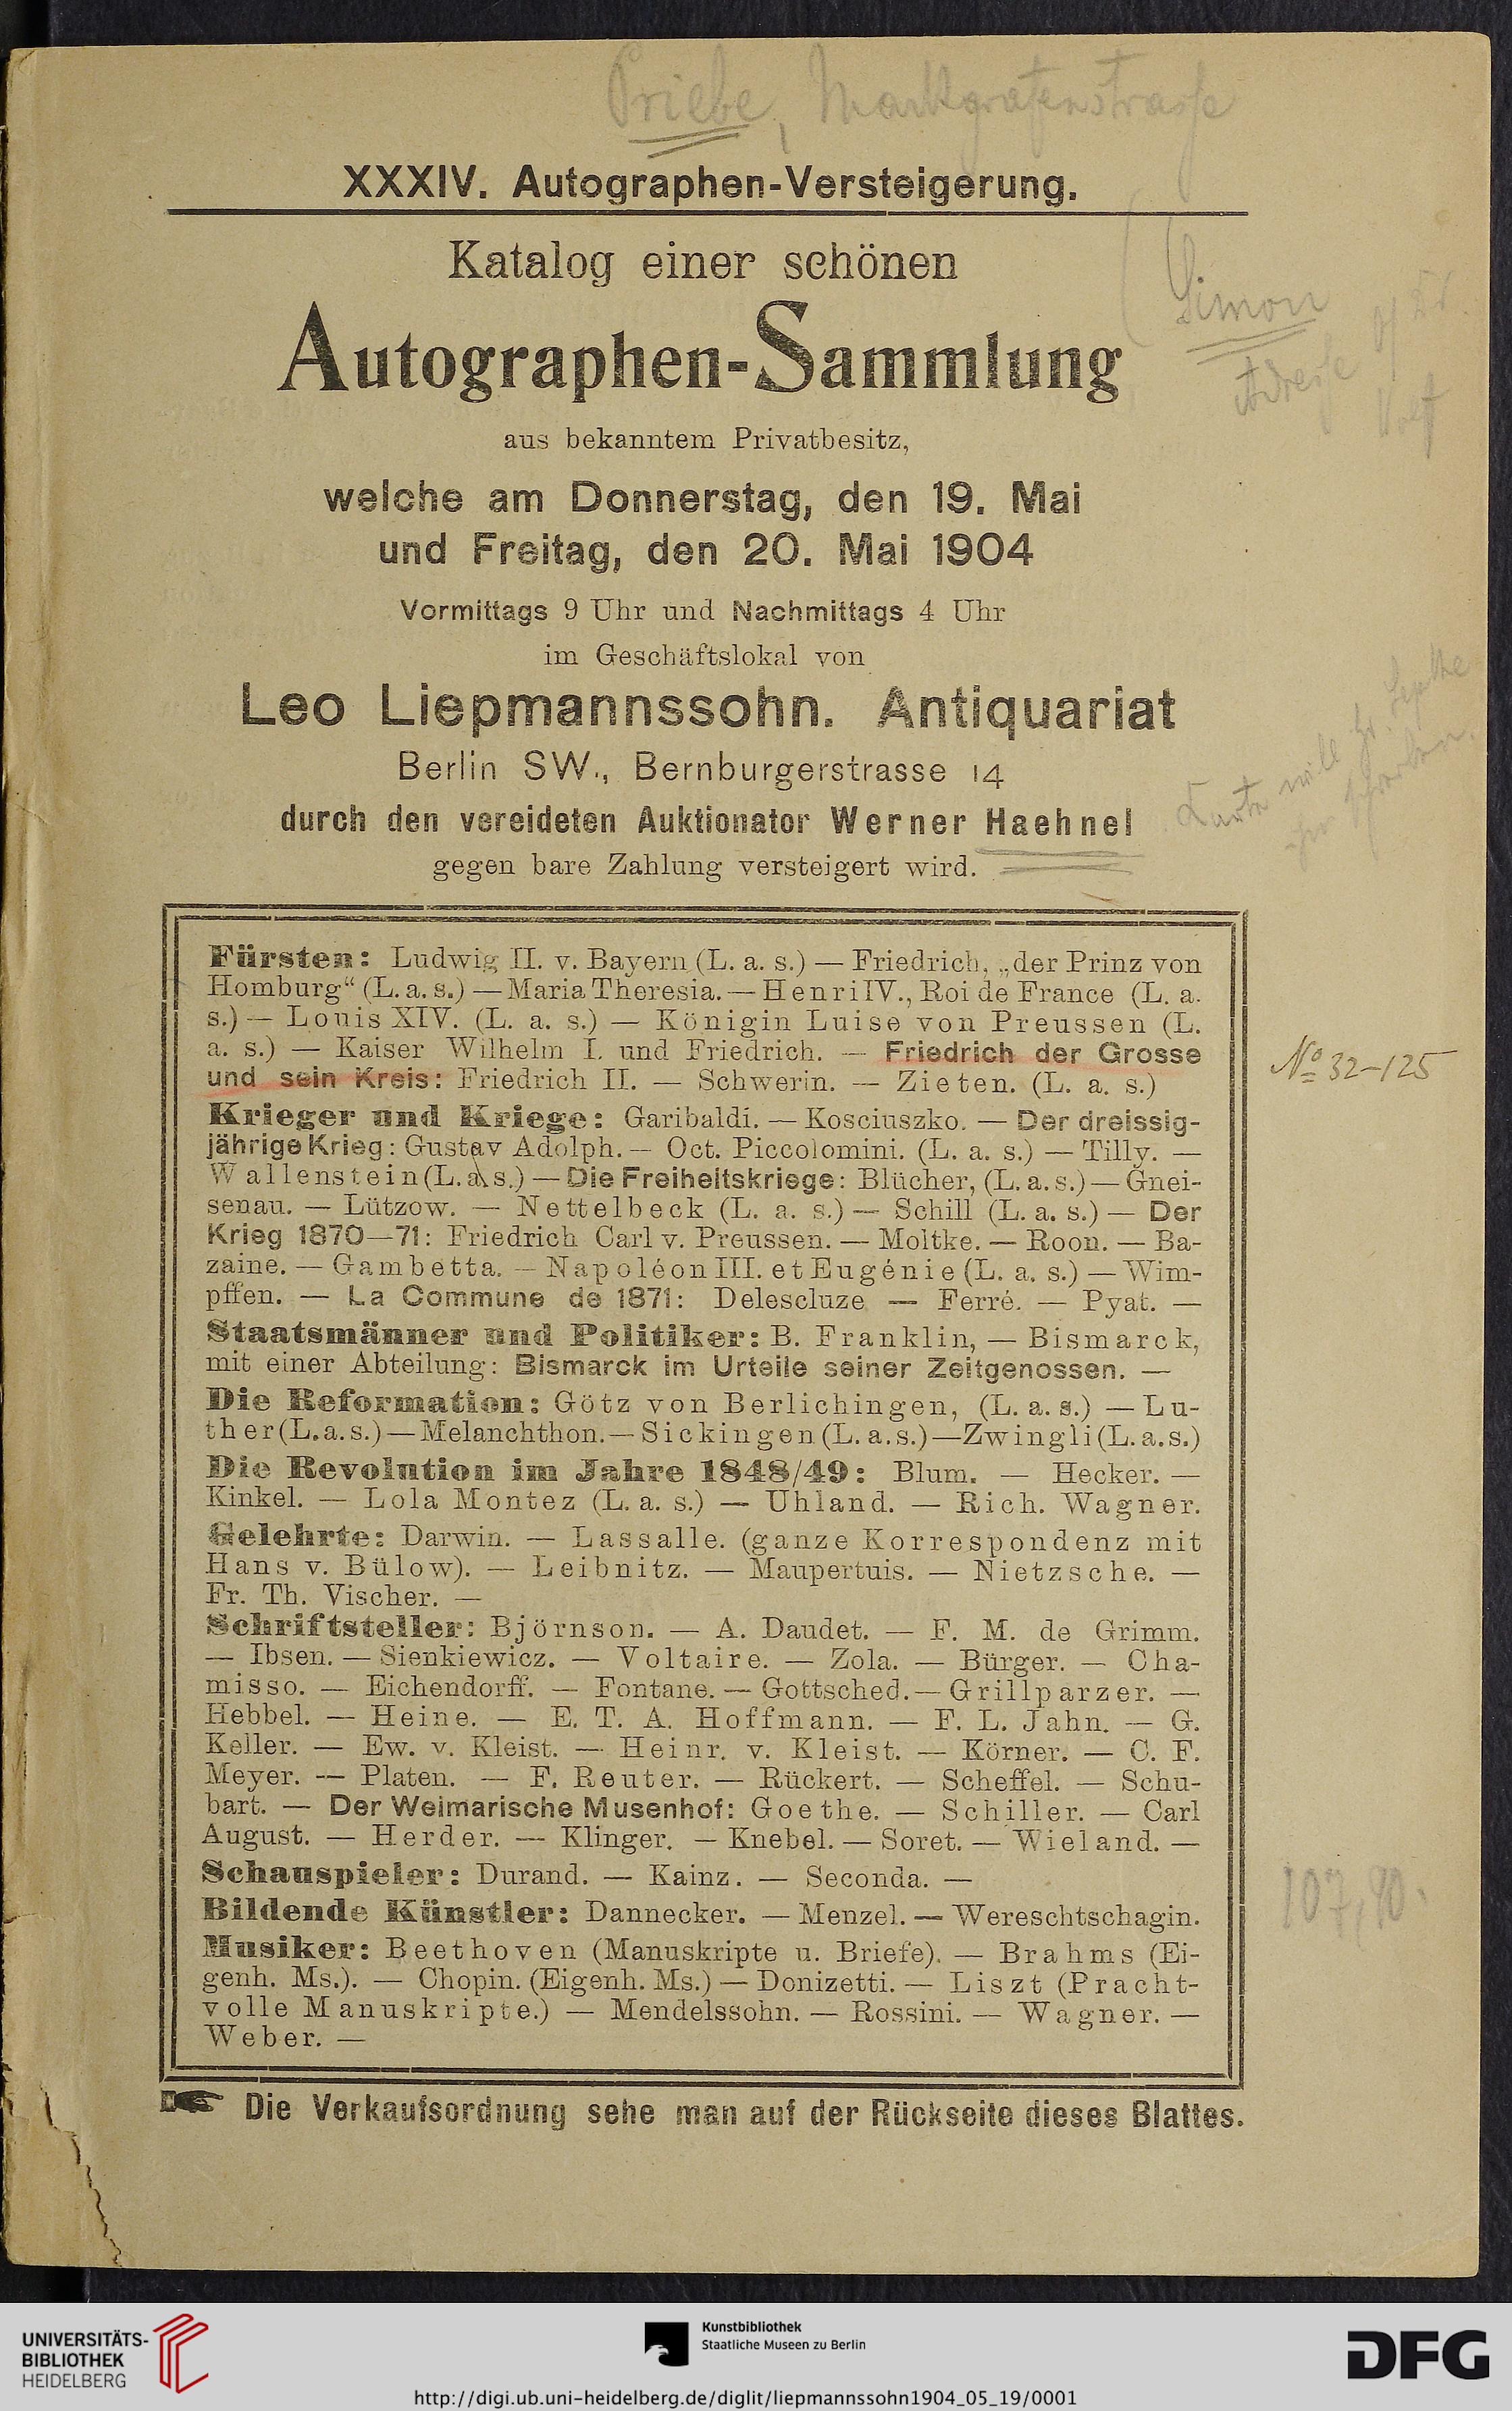 Priebe, Markgrafenstrasse
XXXIV. Autographen-Versteigerung.
Katalog einer schönen
Simon
Autographen-Sammlung
Adresse
aus bekanntem Privatbesitz,
welche am Donnerstag, den 19. Mai
und Freitag, den 20. Mai 1904
Vormittags 9 Uhr und Nachmittags 4 Uhr
im Geschäftslokal von
Leo Liepmannssohn. Antiquariat
Berlin SW., Bernburgerstrasse 14
durch den vereideten Auktionator Werner Haehnel
gegen bare Zahlung versteigert wird.
Fürsten: Ludwig II. v. Bayern (L. a. s.) — Friedrich, „der Prinz von
Homburg“ (L. a. s.) — Maria Theresia. — Henri IV., Roi de France (L. a.
s.) — Louis XIV. (L. a. s.) — Königin Luise von Preussen (L.
a. s.) — Kaiser Wilhelm I. und Friedrich. — Friedrich der Grosse
und sein Kreis: Friedrich II. — Schwerin. — Zieten. (L. a. s.)
No 32-125
Krieger und Kriege: Garibaldi. — Kosciuszko. — Der dreissig-
jährige Krieg: Gustav Adolph. — Oct. Piccolomini. (L. a. s.) — Tilly. —
Wallenstein (L. a. s.) — Die Freiheitskriege: Blücher, (L. a. s.) — Gnei-
senau. — Lützow. — Nettelbeck (L. a. s.) — Schill (L. a. s.) — Der
Krieg 1870—71: Friedrich Carl v. Preussen. — Moltke. — Roon. — Ba-
zaine. — Gambetta. — Napoléon III. et Eugénie (L. a. s.) — Wim-
pffen. — La Commune de 1871: Delescluze — Ferré. — Pyat. —
Staatsmänner und Politiker: B. Franklin, — Bismarck,
mit einer Abteilung: Bismarck im Urteile seiner Zeitgenossen. —
Die Reformation: Götz von Berlichingen, (L. a. s.) — Lu-
ther (L. a. s.) — Melanchthon. — Sickingen (L. a. s.) — Zwingli (L. a. s.)
Die Revolution im Jahre 1848/49: Blum. — Hecker. —
Kinkel. — Lola Montez (L. a. s.) — Uhland. — Rich. Wagner.
Gelehrte: Darwin. — Lassalle. (ganze Korrespondenz mit
Hans v. Bülow). — Leibnitz. — Maupertuis. — Nietzsche. —
Fr. Th. Vischer. —
Schriftsteller: Björnson. — A. Daudet. — F. M. de Grimm.
— Ibsen. — Sienkiewicz. — Voltaire. — Zola. — Bürger. — Cha-
misso. — Eichendorff. — Fontane. — Gottsched. — Grillparzer. —
Hebbel. — Heine. — E. T. A. Hoffmann. — F. L. Jahn. — G.
Keller. — Ew. v. Kleist. — Heinr. v. Kleist. — Körner. — C. F.
Meyer. — Platen. — F. Reuter. — Rückert. — Scheffel. — Schu-
bart. — Der Weimarische Musenhof: Goethe. — Schiller. — Carl
August. — Herder. — Klinger. — Knebel. — Soret. — Wieland. —
Schauspieler: Durand. — Kainz. — Seconda. —
107,90.
Bildende Künstler: Dannecker. — Menzel. — Wereschtschagin.
Musiker: Beethoven (Manuskripte u. Briefe). — Brahms (Ei-
genh. Ms.). — Chopin. (Eigenh. Ms.) — Donizetti. — Liszt (Pracht-
volle Manuskripte.) — Mendelssohn. — Rossini. — Wagner. —
Weber. —
☛ Die Verkaufsordnung sehe man auf der Rückseite dieses Blattes.
UNIVERSITÄTS-
BIBLIOTHEK
HEIDELBERG
Kunstbibliothek
Staatliche Museen zu Berlin
DFG
http://digi.ub.uni-heidelberg.de/diglit/liepmannssohn1904_05_19/0001